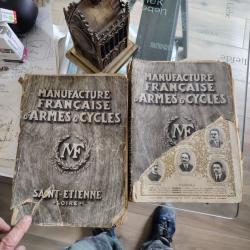 MANUFACTURE
FRANÇAISE
D'ARMES & CYCLES
MF
SAINT-ETIENNE
LOIRE
MANUFACTURE
FRANÇAISE
D'ARMES & CYCLES
MF